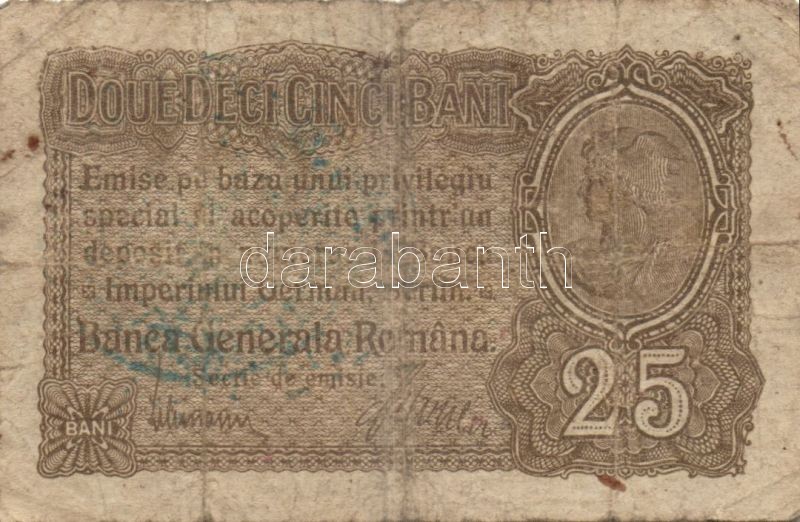 DOUE DECI CINCI BANI
Emise pe baza unui privilegiu
special și acoperite printr'un
deposit
darabanth
Imperiului German, Berlin.
Banca Generala Româna.
Secția de emisie.
BANI
25